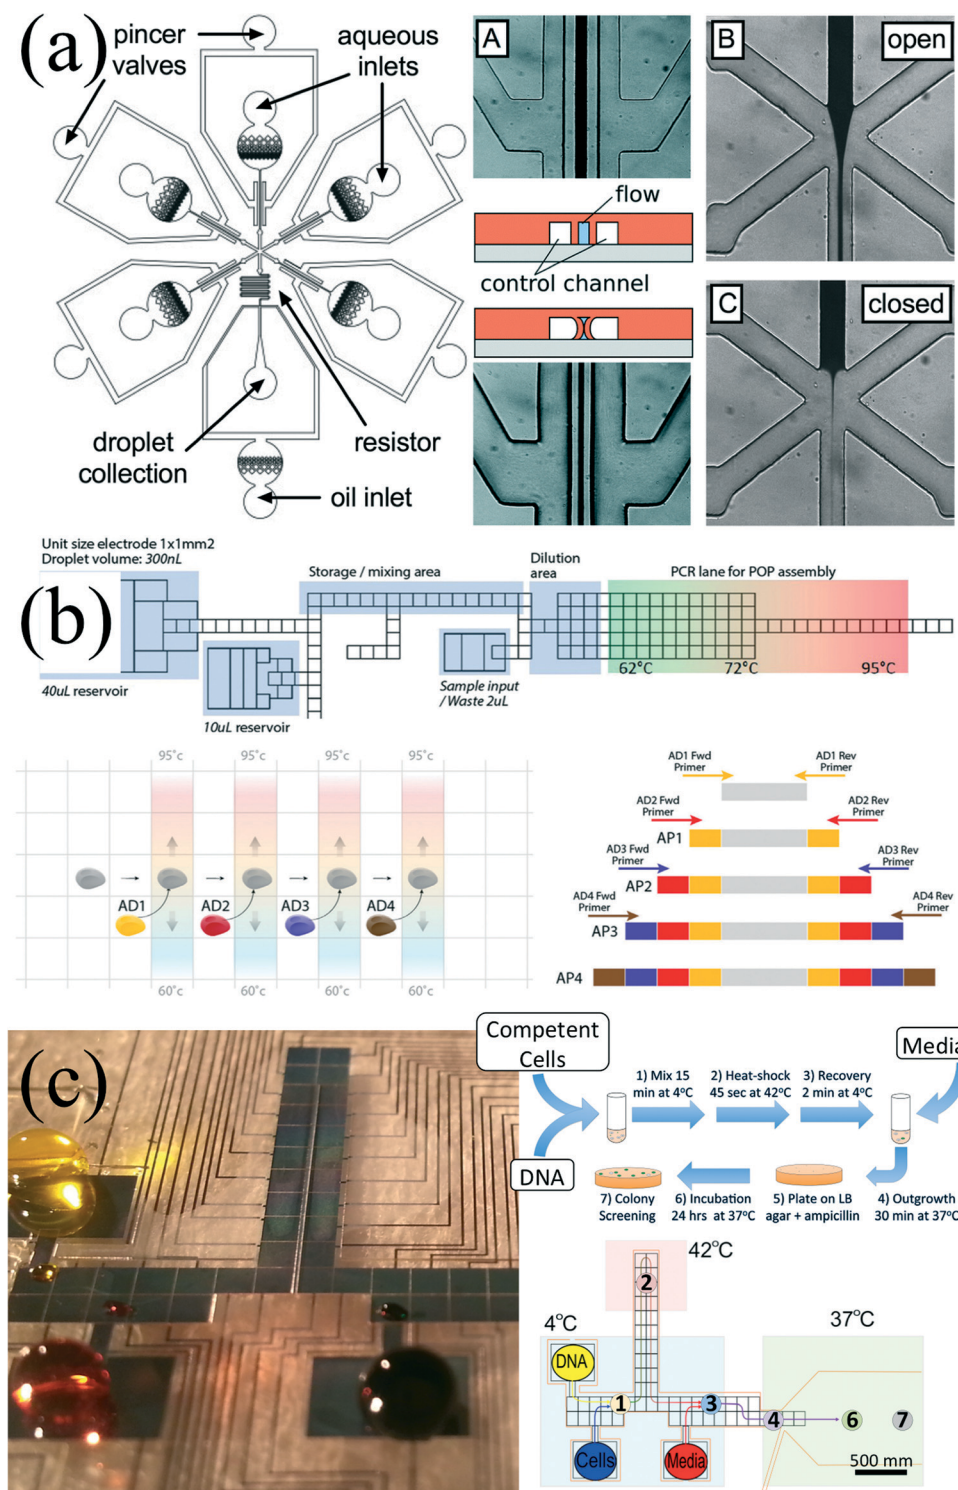 (a)
pincer
valves
aqueous
inlets
droplet
collection
resistor
oil inlet
A
flow
control channel
B
open
C
closed
(b)
Unit size electrode 1x1mm2
Droplet volume: 300nL
Storage / mixing area
Dilution
area
PCR lane for POP assembly
62°C
72°C
95°C
40uL reservoir
10uL reservoir
Sample input
/ Waste 2uL
95°c
95°c
95°c
95°c
AD1
AD2
AD3
AD4
60°c
60°c
60°c
60°c
AD1 Fwd
Primer
AD1 Rev
Primer
AD2 Fwd
Primer
AD2 Rev
Primer
AP1
AD3 Fwd
Primer
AD3 Rev
Primer
AP2
AD4 Fwd
Primer
AD4 Rev
Primer
AP3
AP4
(c)
Competent
Cells
Media
1) Mix 15
min at 4ºC
2) Heat-shock
45 sec at 42ºC
3) Recovery
2 min at 4ºC
DNA
7) Colony
Screening
6) Incubation
24 hrs at 37ºC
5) Plate on LB
agar + ampicillin
4) Outgrowth
30 min at 37ºC
42°C
2
4°C
37°C
DNA
1
3
4
6
7
Cells
Media
500 mm